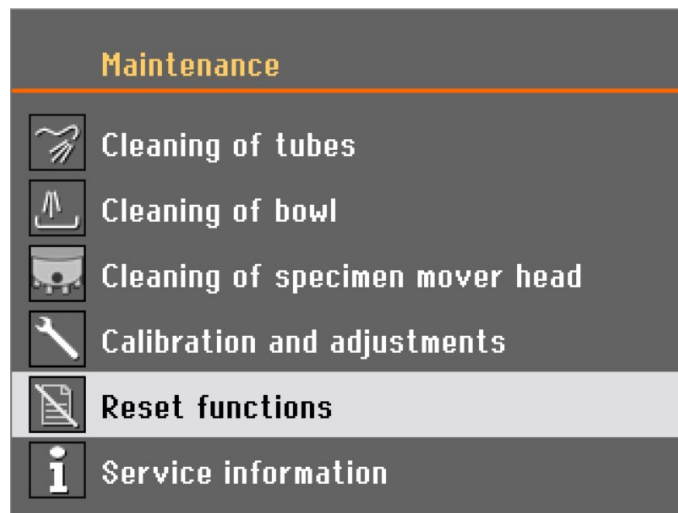 Maintenance
Cleaning of tubes
Cleaning of bowl
Cleaning of specimen mover head
Calibration and adjustments
Reset functions
Service information